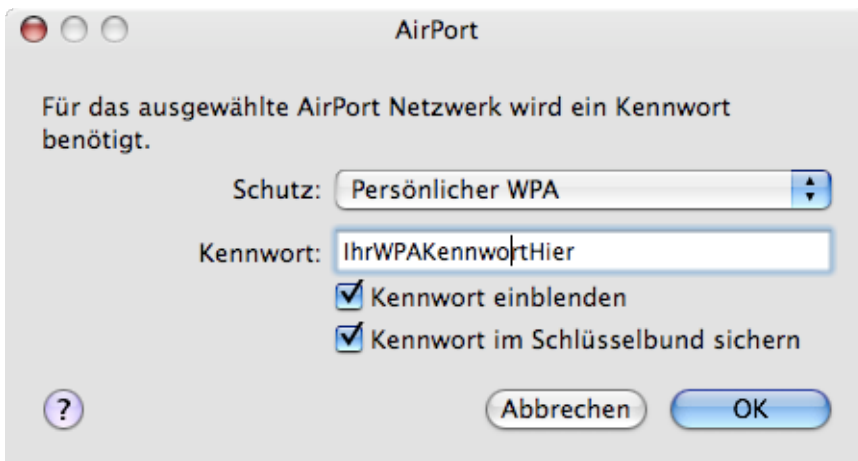 AirPort
Für das ausgewählte AirPort Netzwerk wird ein Kennwort
benötigt.
Schutz: Persönlicher WPA
Kennwort: IhrWPAKennwortHier
Kennwort einblenden
Kennwort im Schlüsselbund sichern
? Abbrechen OK